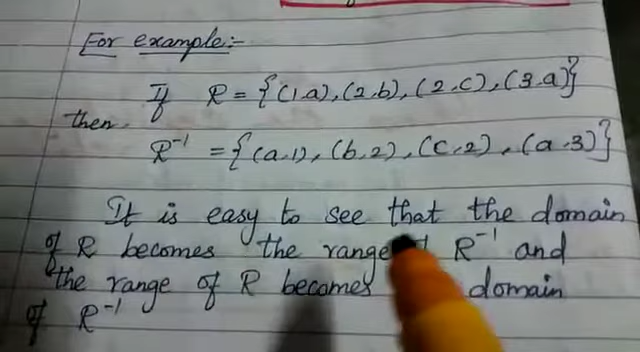 For example:-
If R = {(1,a), (2,b), (2,c), (3,a)}
then,
R⁻¹ = {(a,1), (b,2), (c,2), (a,3)}
It is easy to see that the domain
of R becomes the range R⁻¹ and
the range of R becomes domain
of R⁻¹